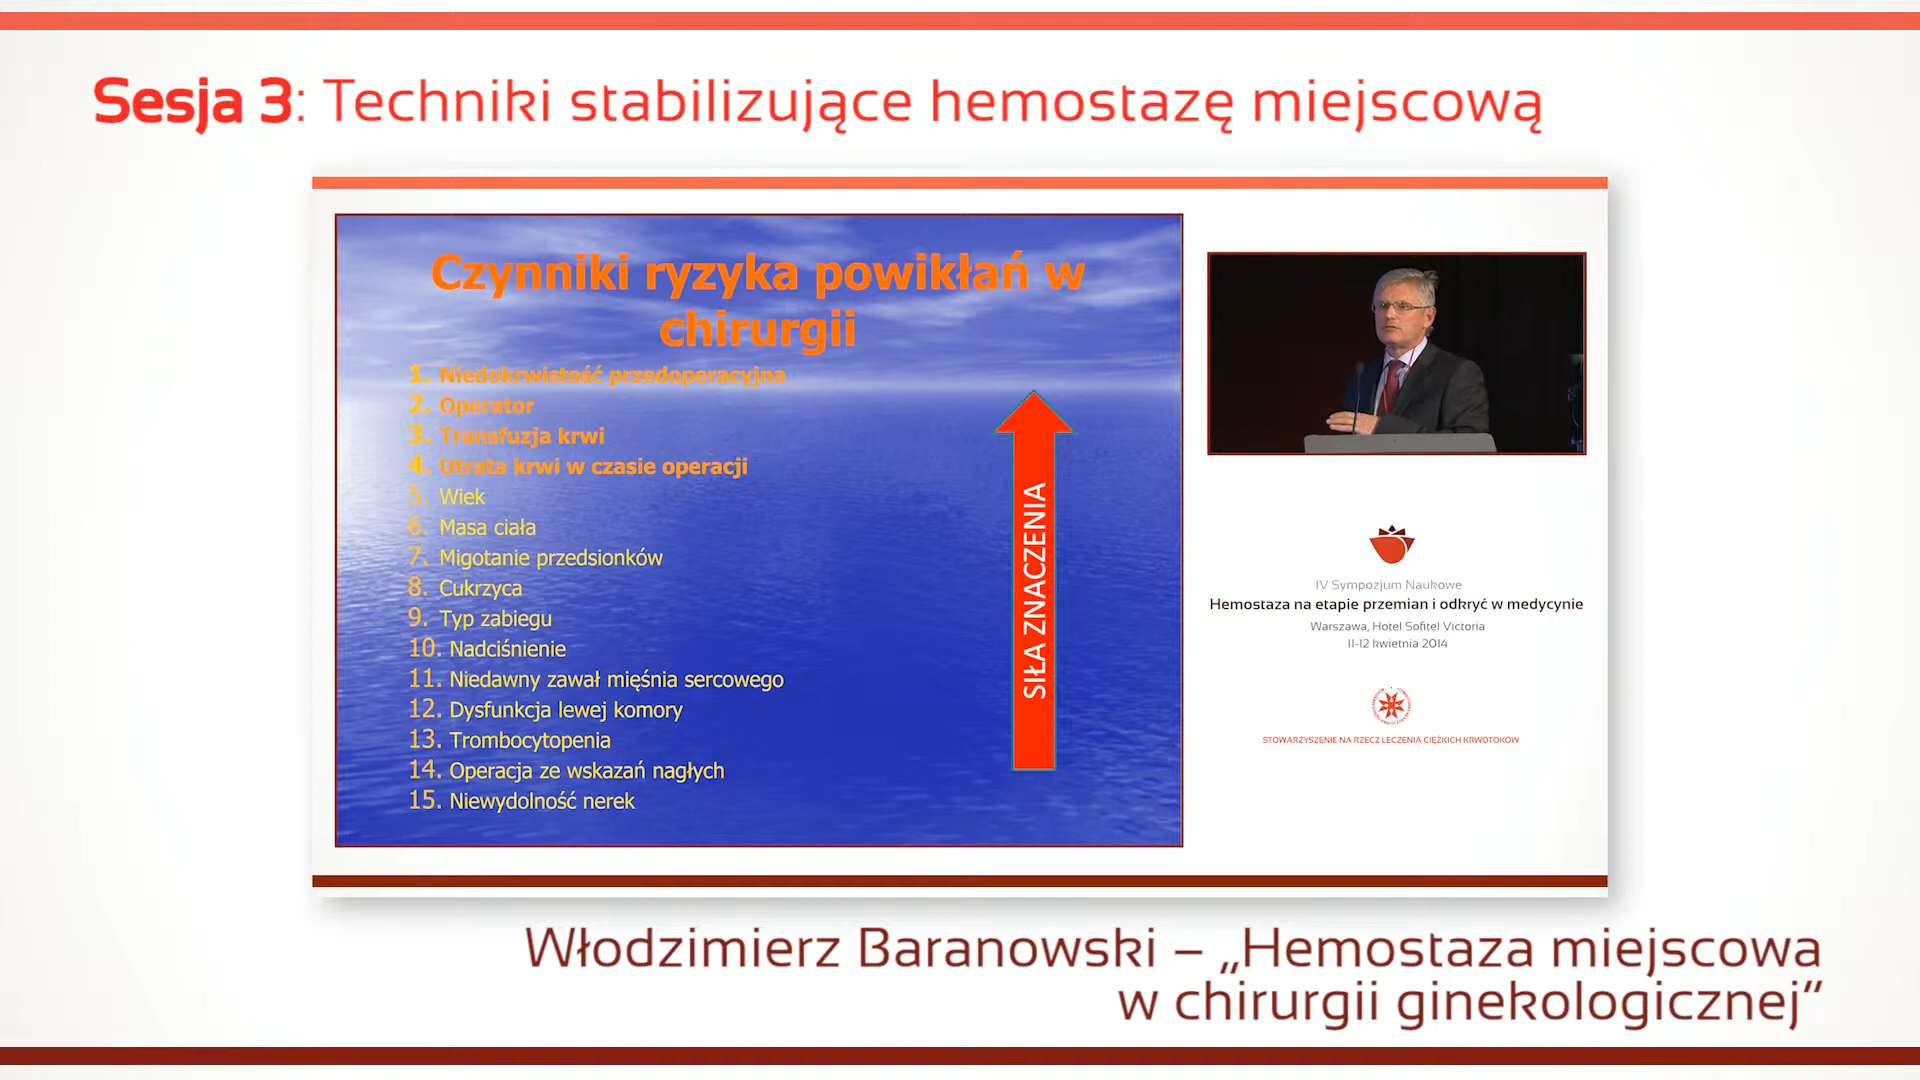 Sesja 3: Techniki stabilizujące hemostazę miejscową
Czynniki ryzyka powikłań w
chirurgii
1. Niedokrwistość przedoperacyjna
2. Operator
3. Transfuzja krwi
4. Utrata krwi w czasie operacji
5. Wiek
6. Masa ciała
7. Migotanie przedsionków
8. Cukrzyca
9. Typ zabiegu
10. Nadciśnienie
11. Niedawny zawał mięśnia sercowego
12. Dysfunkcja lewej komory
13. Trombocytopenia
14. Operacja ze wskazań nagłych
15. Niewydolność nerek
SIŁA ZNACZENIA
IV Sympozjum Naukowe
Hemostaza na etapie przemian i odkryć w medycynie
Warszawa, Hotel Sofitel Victoria
11-12 kwietnia 2014
STOWARZYSZENIE NA RZECZ LECZENIA CIĘŻKICH KRWOTOKÓW
Włodzimierz Baranowski – „Hemostaza miejscowa
w chirurgii ginekologicznej”